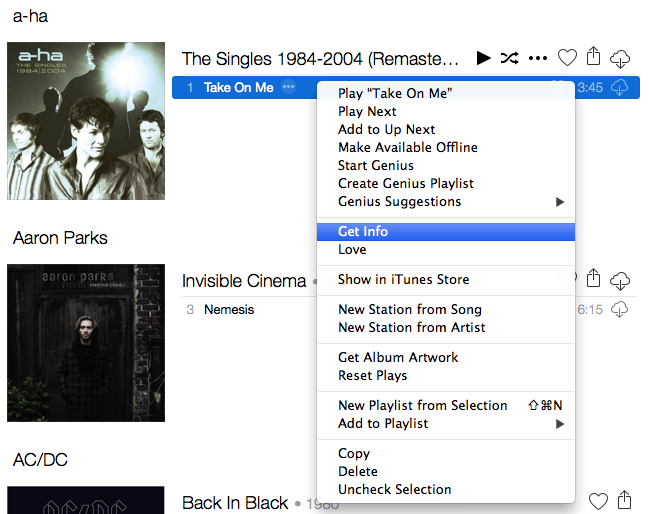 a-ha
a-ha
THE SINGLES
1984|2004
The Singles 1984-2004 (Remaste…
1 Take On Me 3:45
Play “Take On Me”
Play Next
Add to Up Next
Make Available Offline
Start Genius
Create Genius Playlist
Genius Suggestions
Get Info
Love
Show in iTunes Store
New Station from Song
New Station from Artist
Get Album Artwork
Reset Plays
New Playlist from Selection ⇧⌘N
Add to Playlist
Copy
Delete
Uncheck Selection
Aaron Parks
aaron parks
Invisible Cinema •
3 Nemesis 6:15
AC/DC
AC/DC
Back In Black • 1980